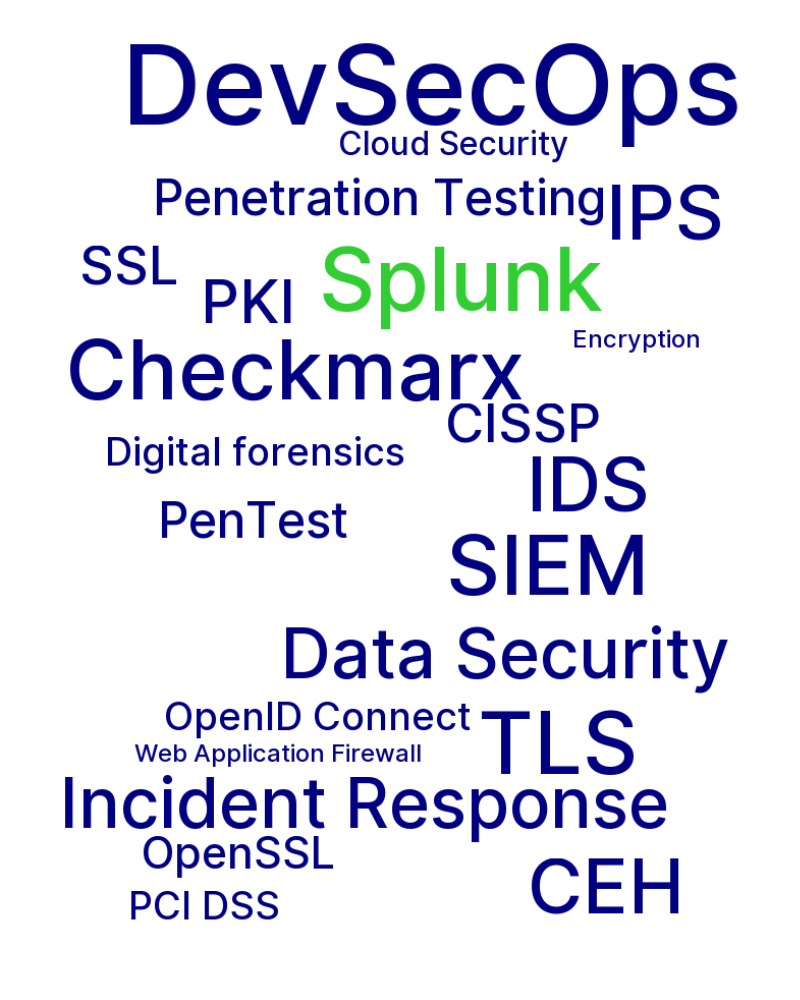 DevSecOps
Cloud Security
Penetration Testing
IPS
SSL
PKI
Splunk
Encryption
Checkmarx
CISSP
Digital forensics
IDS
PenTest
SIEM
Data Security
OpenID Connect
TLS
Web Application Firewall
Incident Response
OpenSSL
CEH
PCI DSS